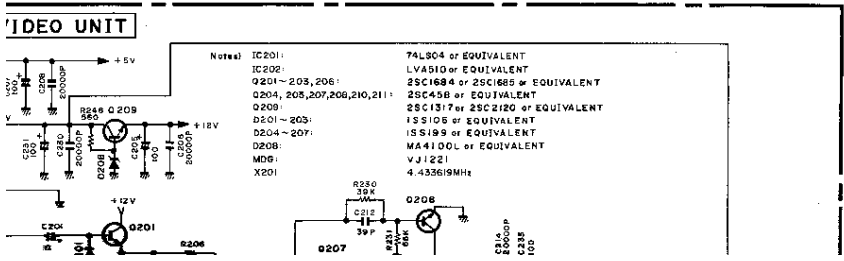 VIDEO UNIT
+5V
C208
20000P
100
R248
560
Q209
+12V
C231
100
C230
20000P
D208
C205
100
C206
20000P
Notes) IC201: 74LS04 or EQUIVALENT
IC202: LVA510 or EQUIVALENT
Q201~203,206: 2SC1684 or 2SC1685 or EQUIVALENT
Q204, 205,207,208,210,211: 2SC458 or EQUIVALENT
Q209: 2SC1317 or 2SC2120 or EQUIVALENT
D201~203: 1SS106 or EQUIVALENT
D204~207: 1SS199 or EQUIVALENT
D208: MA4100L or EQUIVALENT
MDG: VJ1221
X201 4.433619MHz
+12V
C201
Q201
R206
R230
39K
C212
39P
Q206
Q207
R231
68K
C214
20000P
C235
100